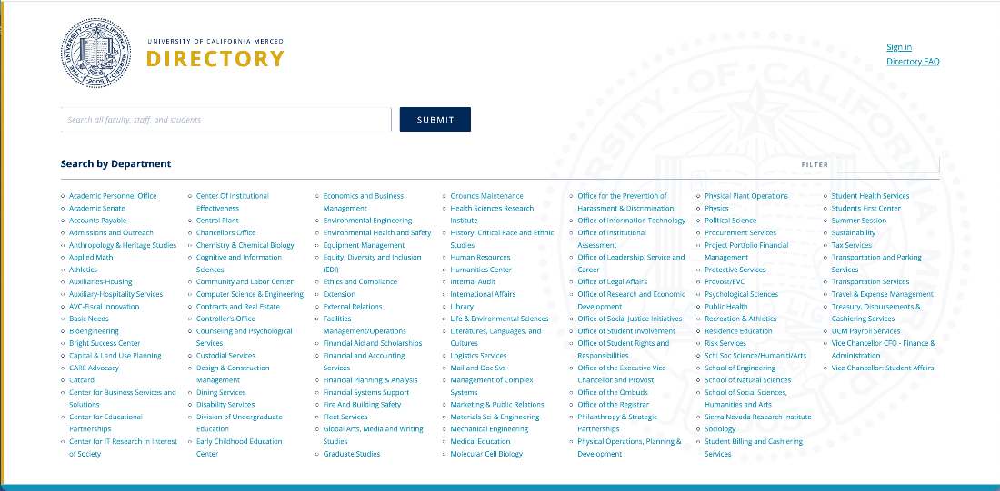 UNIVERSITY OF CALIFORNIA MERCED
DIRECTORY
Sign in
Directory FAQ
Search all faculty, staff, and students
SUBMIT
Search by Department
FILTER
Academic Personnel Office
Academic Senate
Accounts Payable
Admissions and Outreach
Anthropology & Heritage Studies
Applied Math
Athletics
Auxiliaries-Housing
Auxiliary-Hospitality Services
AVC-Fiscal Innovation
Basic Needs
Bioengineering
Bright Success Center
Capital & Land Use Planning
CARE Advocacy
Catcard
Center for Business Services and
Solutions
Center for Educational
Partnerships
Center for IT Research in Interest
of Society
Center Of Institutional
Effectiveness
Central Plant
Chancellors Office
Chemistry & Chemical Biology
Cognitive and Information
Sciences
Community and Labor Center
Computer Science & Engineering
Contracts and Real Estate
Controller's Office
Counseling and Psychological
Services
Custodial Services
Design & Construction
Management
Dining Services
Disability Services
Division of Undergraduate
Education
Early Childhood Education
Center
Economics and Business
Management
Environmental Engineering
Environmental Health and Safety
Equipment Management
Equity, Diversity and Inclusion
(EDI)
Ethics and Compliance
Extension
External Relations
Facilities
Management/Operations
Financial Aid and Scholarships
Financial and Accounting
Services
Financial Planning & Analysis
Financial Systems Support
Fire And Building Safety
Fleet Services
Global Arts, Media and Writing
Studies
Graduate Studies
Grounds Maintenance
Health Sciences Research
Institute
History, Critical Race and Ethnic
Studies
Human Resources
Humanities Center
Internal Audit
International Affairs
Library
Life & Environmental Sciences
Literatures, Languages, and
Cultures
Logistics Services
Mail and Doc Svs
Management of Complex
Systems
Marketing & Public Relations
Materials Sci & Engineering
Mechanical Engineering
Medical Education
Molecular Cell Biology
Office for the Prevention of
Harassment & Discrimination
Office of Information Technology
Office of Institutional
Assessment
Office of Leadership, Service and
Career
Office of Legal Affairs
Office of Research and Economic
Development
Office of Social Justice Initiatives
Office of Student Involvement
Office of Student Rights and
Responsibilities
Office of the Executive Vice
Chancellor and Provost
Office of the Ombuds
Office of the Registrar
Philanthropy & Strategic
Partnerships
Physical Operations, Planning &
Development
Physical Plant Operations
Physics
Political Science
Procurement Services
Project Portfolio Financial
Management
Protective Services
Provost/EVC
Psychological Sciences
Public Health
Recreation & Athletics
Residence Education
Risk Services
Schl Soc Science/Humanit/Arts
School of Engineering
School of Natural Sciences
School of Social Sciences,
Humanities and Arts
Sierra Nevada Research Institute
Sociology
Student Billing and Cashiering
Services
Student Health Services
Students First Center
Summer Session
Sustainability
Tax Services
Transportation and Parking
Services
Transportation Services
Travel & Expense Management
Treasury, Disbursements &
Cashiering Services
UCM Payroll Services
Vice Chancellor CFO - Finance &
Administration
Vice Chancellor: Student Affairs